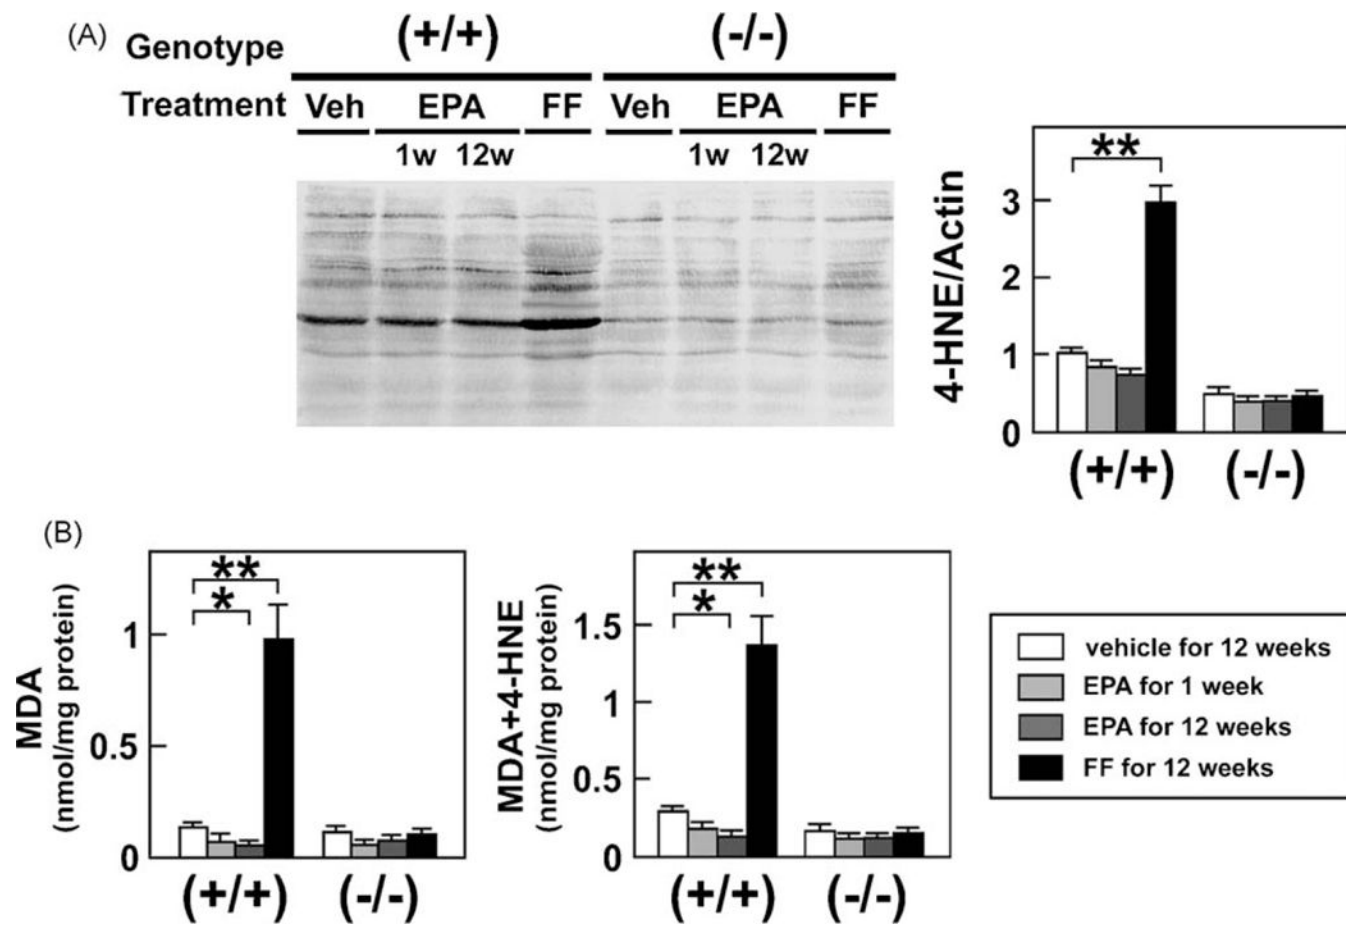 (A) Genotype (+/+) (-/-)
Treatment Veh EPA FF Veh EPA FF
1w 12w 1w 12w
4-HNE/Actin
**
3
2
1
0
(+/+) (-/-)
(B)
MDA
(nmol/mg protein)
**
*
1
0.5
0
(+/+) (-/-)
MDA+4-HNE
(nmol/mg protein)
**
*
1.5
1
0.5
0
(+/+) (-/-)
vehicle for 12 weeks
EPA for 1 week
EPA for 12 weeks
FF for 12 weeks